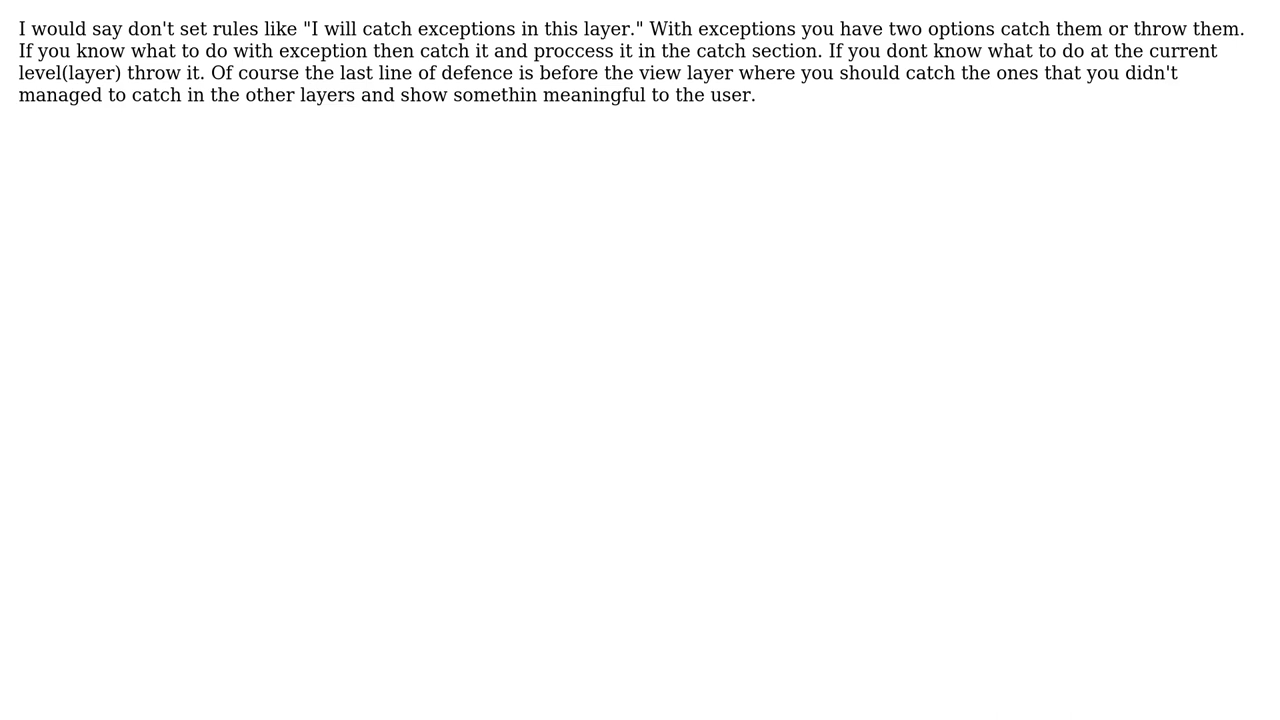 I would say don't set rules like "I will catch exceptions in this layer." With exceptions you have two options catch them or throw them.
If you know what to do with exception then catch it and proccess it in the catch section. If you dont know what to do at the current
level(layer) throw it. Of course the last line of defence is before the view layer where you should catch the ones that you didn't
managed to catch in the other layers and show somethin meaningful to the user.